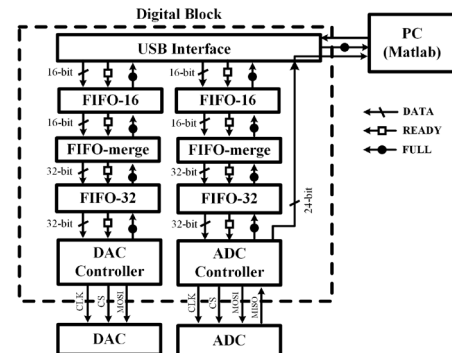 Digital Block
USB Interface
PC
(Matlab)
16-bit
16-bit
FIFO-16
FIFO-16
16-bit
16-bit
FIFO-merge
FIFO-merge
32-bit
32-bit
FIFO-32
FIFO-32
32-bit
32-bit
24-bit
DAC
Controller
ADC
Controller
CLK
CS
MOSI
CLK
CS
MOSI
MISO
DAC
ADC
DATA
READY
FULL